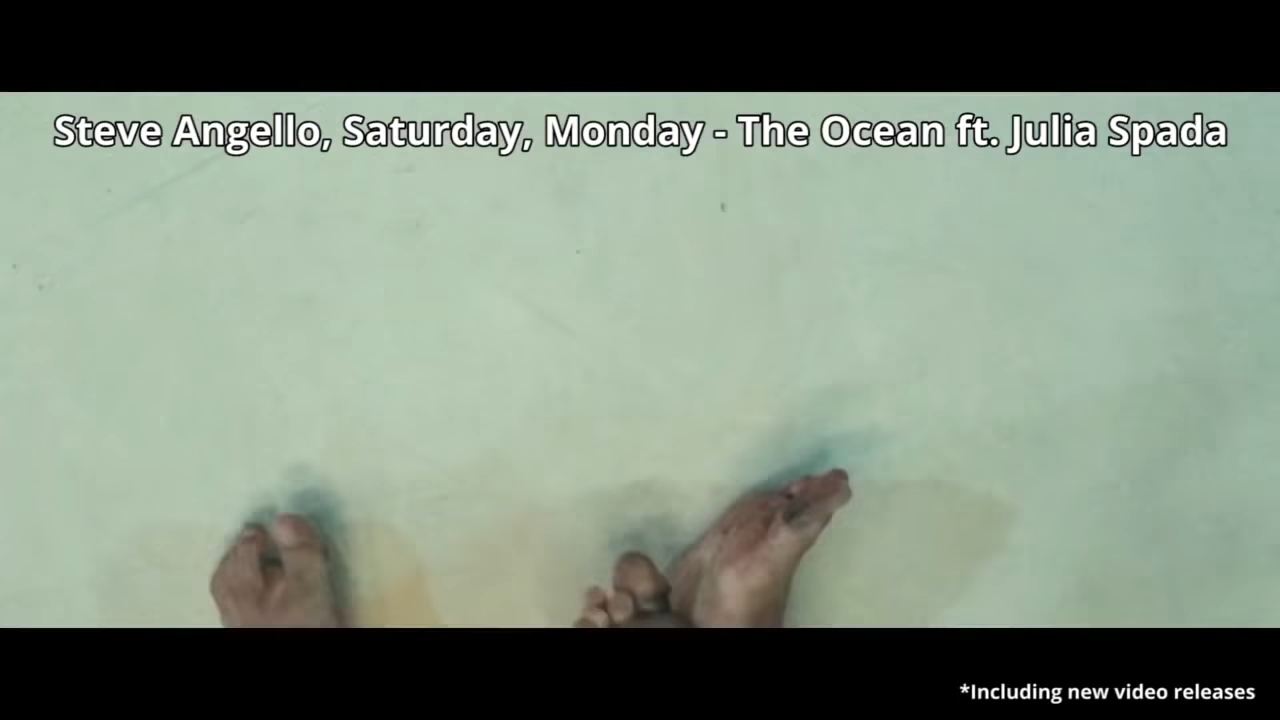 Steve Angello, Saturday, Monday - The Ocean ft. Julia Spada
*Including new video releases